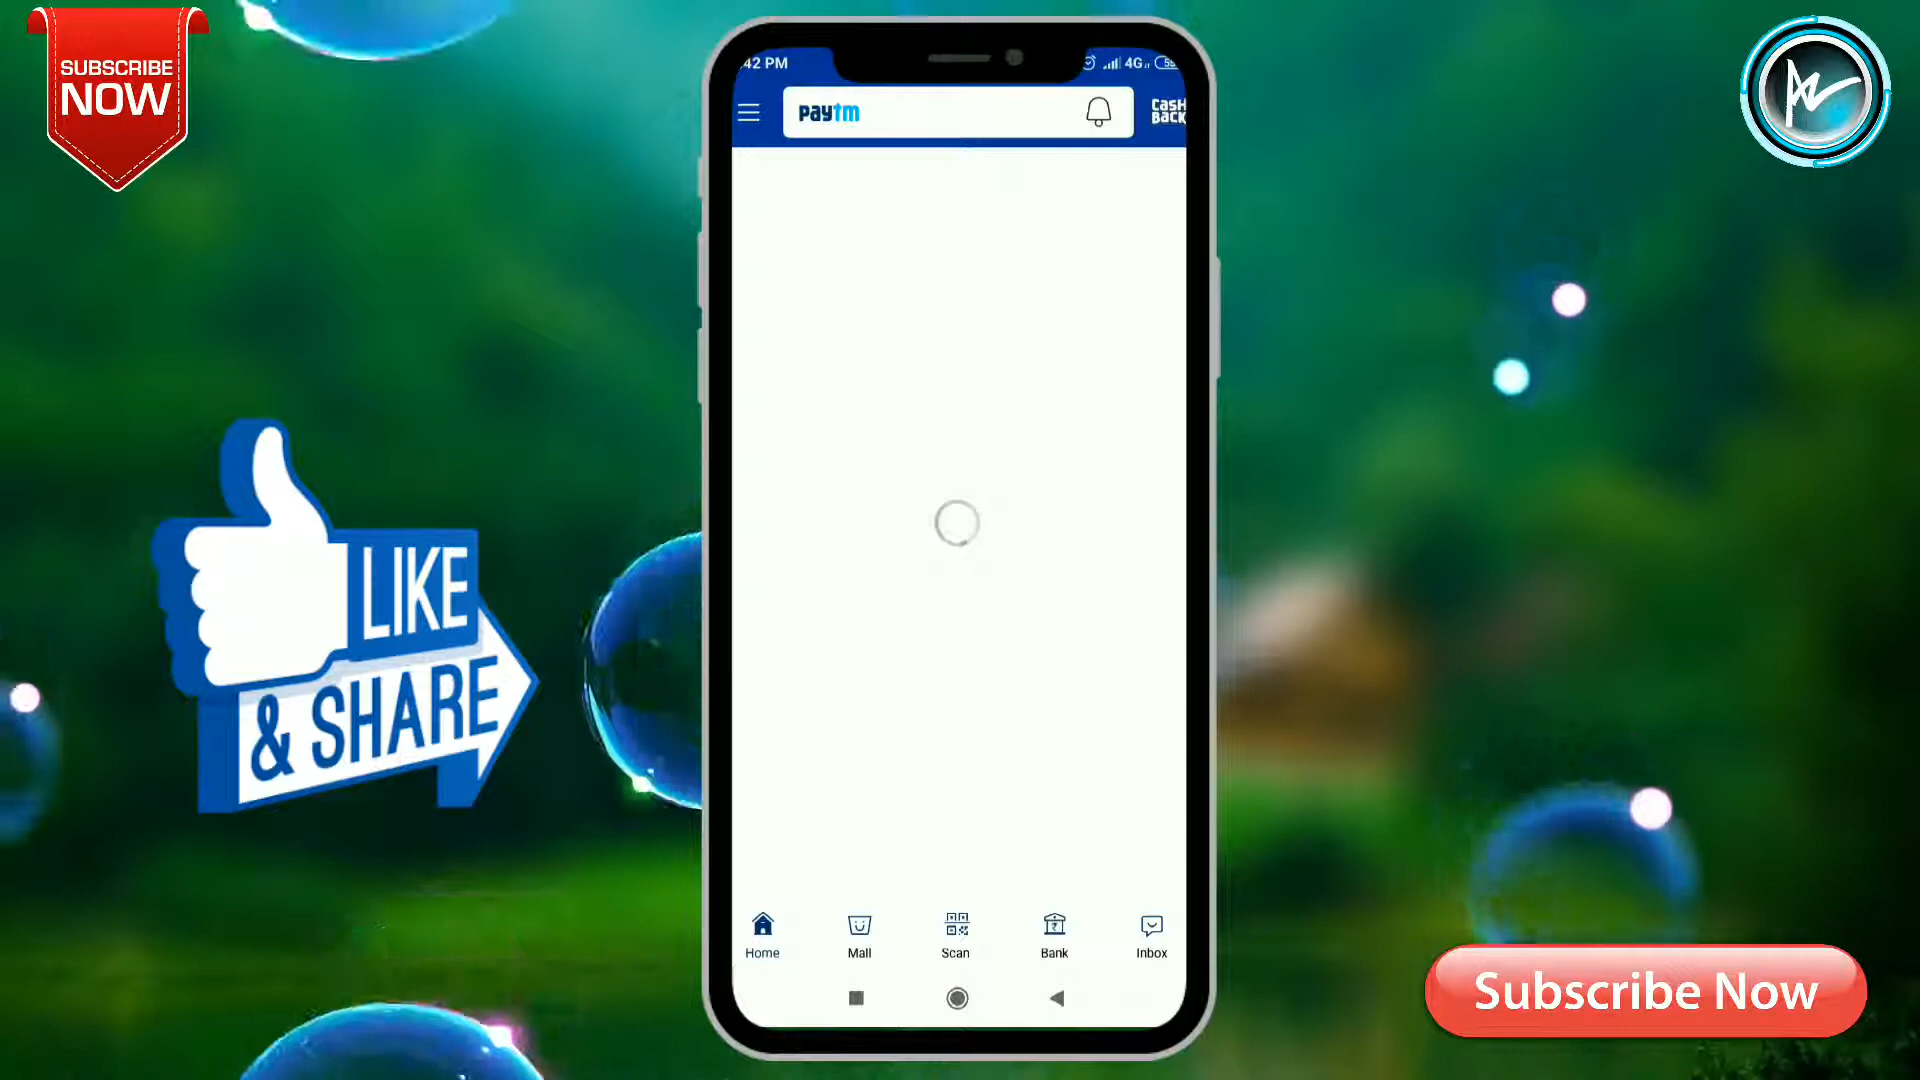 SUBSCRIBE
NOW
42 PM
4G
paytm
CASH
BACK
LIKE
& SHARE
Home
Mall
Scan
Bank
Inbox
Subscribe Now